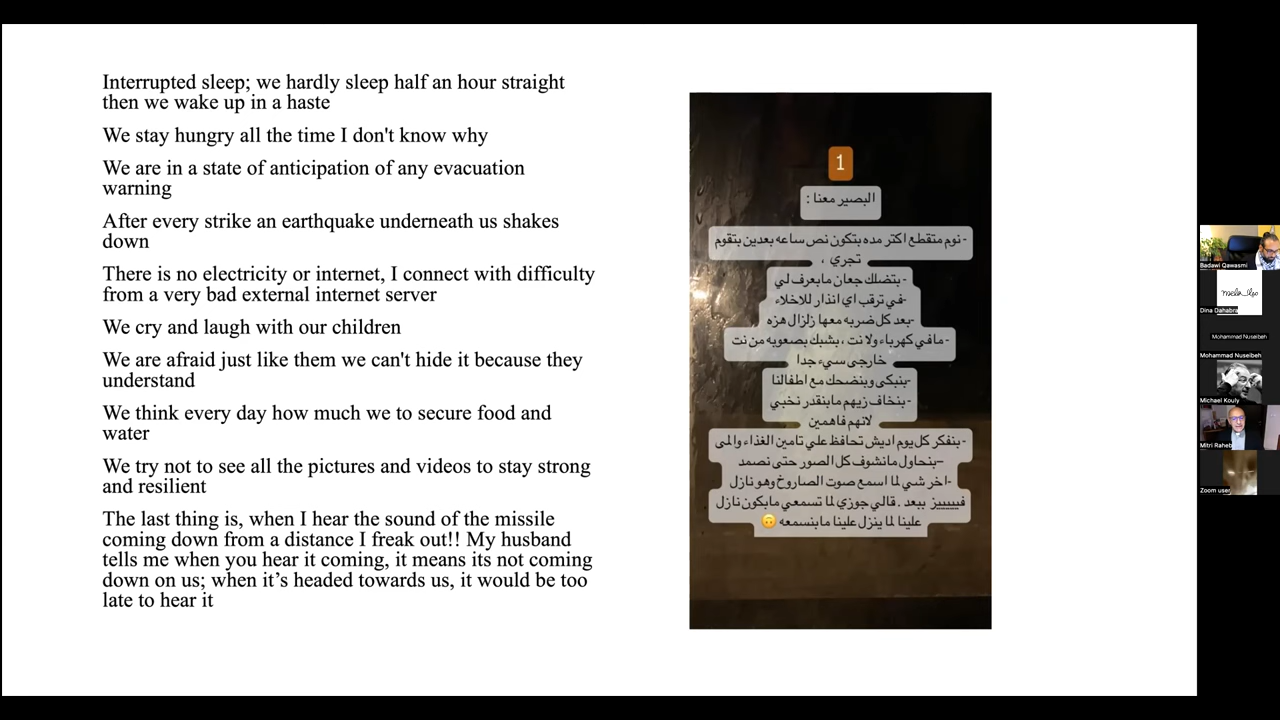 Interrupted sleep; we hardly sleep half an hour straight
then we wake up in a haste
We stay hungry all the time I don't know why
We are in a state of anticipation of any evacuation
warning
After every strike an earthquake underneath us shakes
down
There is no electricity or internet, I connect with difficulty
from a very bad external internet server
We cry and laugh with our children
We are afraid just like them we can't hide it because they
understand
We think every day how much we to secure food and
water
We try not to see all the pictures and videos to stay strong
and resilient
The last thing is, when I hear the sound of the missile
coming down from a distance I freak out!! My husband
tells me when you hear it coming, it means its not coming
down on us; when it’s headed towards us, it would be too
late to hear it
1
البصير معنا :
- نوم متقطع اكتر مده بتكون نص ساعه بعدين بتقوم
تجري ،
- بتضلك جعان مابعرف لي
-في ترقب اي انذار للاخلاء
-بعد كل ضربه معها زلزال هزه
- مافي كهرباء ولا نت ، بشبك بصعوبه من نت
خارجي سيء جدا
-بنبكي وبنضحك مع اطفالنا
-بنخاف زيهم مابنقدر نخبي
لانهم فاهمين
-بنفكر كل يوم اديش تحافظ علي تامين الغذاء والمي
–بنحاول مانشوف كل الصور حتى نصمد
-اخر شي لما اسمع صوت الصاروخ وهو نازل
فييييييز ببعد . قالي جوزي لما تسمعي مابكون نازل
علينا لما ينزل علينا مابنسمعه 🙃
Badawi Qawasmi
Dina Dahabra
Mohammad Nuseibeh
Mohammad Nuseibeh
Michael Kouly
Mitri Raheb
Zoom user